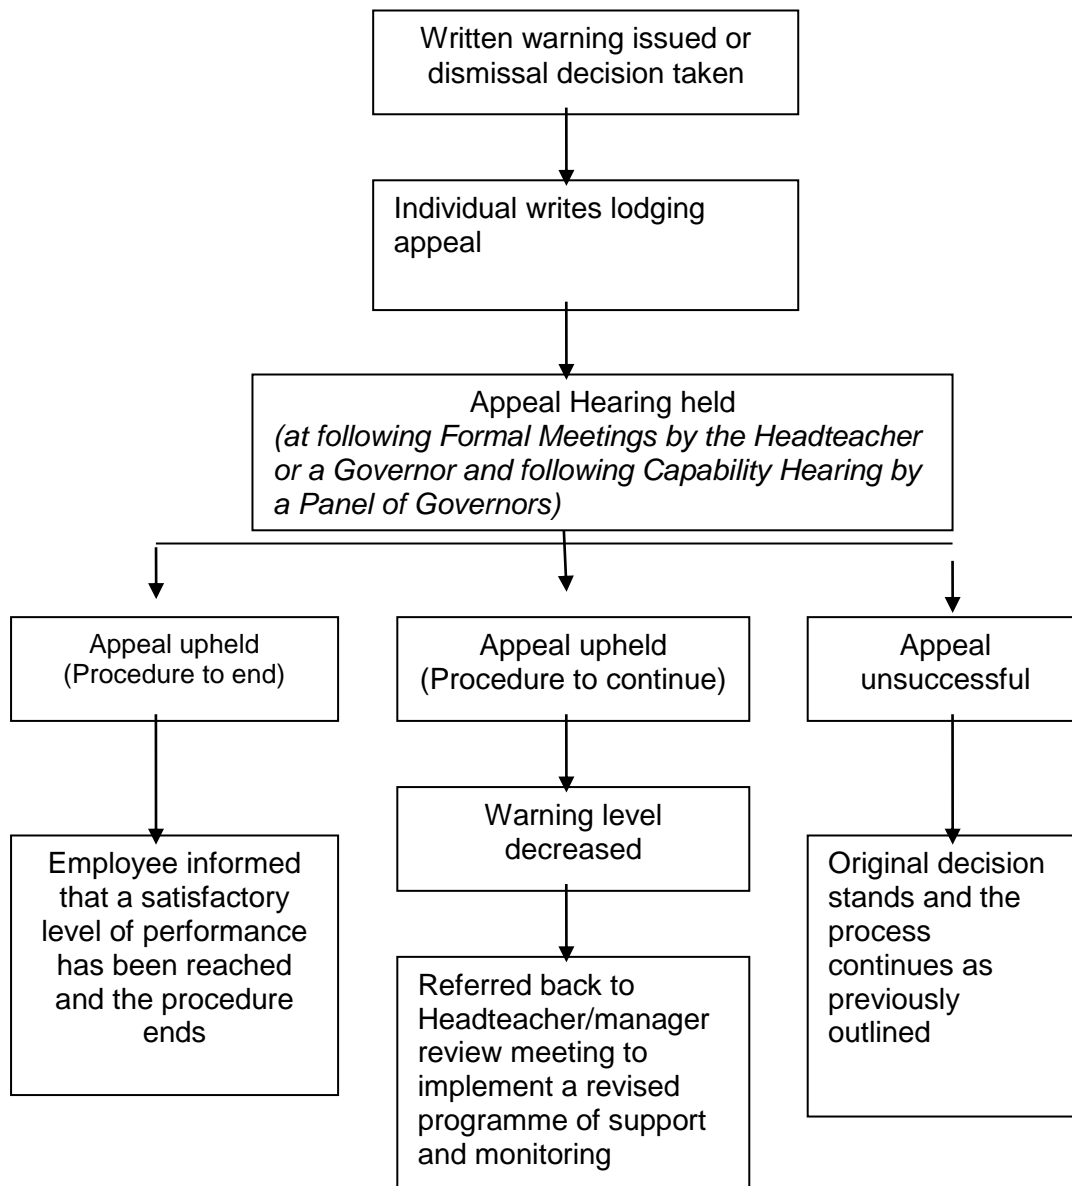 Written warning issued or
dismissal decision taken
Individual writes lodging
appeal
Appeal Hearing held
(at following Formal Meetings by the Headteacher
or a Governor and following Capability Hearing by
a Panel of Governors)
Appeal upheld
(Procedure to end)
Appeal upheld
(Procedure to continue)
Appeal
unsuccessful
Warning level
decreased
Employee informed
that a satisfactory
level of performance
has been reached
and the procedure
ends
Referred back to
Headteacher/manager
review meeting to
implement a revised
programme of support
and monitoring
Original decision
stands and the
process
continues as
previously
outlined